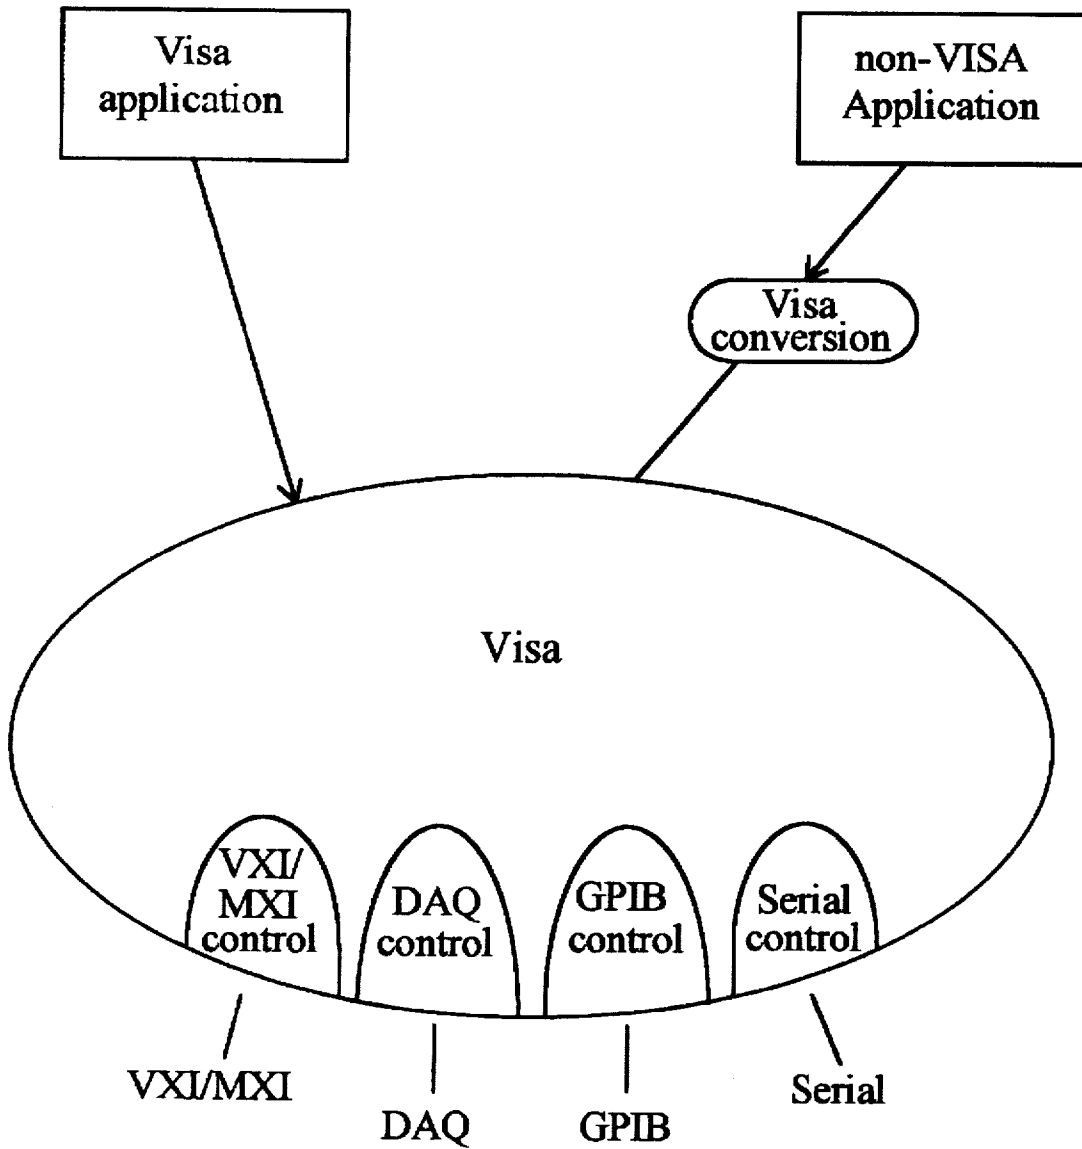 Visa
application
non-VISA
Application
Visa
conversion
Visa
VXI/
MXI
control
DAQ
control
GPIB
control
Serial
control
VXI/MXI
DAQ
GPIB
Serial